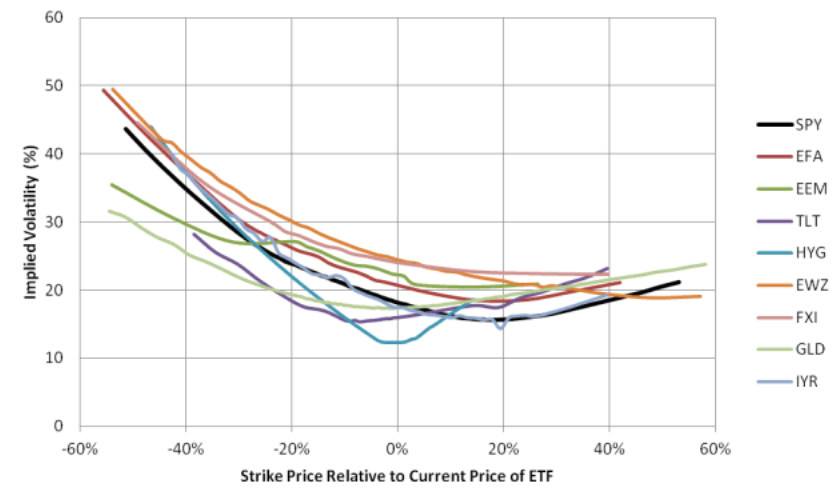 60
50
40
30
20
10
0
Implied Volatility (%)
-60% -40% -20% 0% 20% 40% 60%
Strike Price Relative to Current Price of ETF
SPY
EFA
EEM
TLT
HYG
EWZ
FXI
GLD
IYR